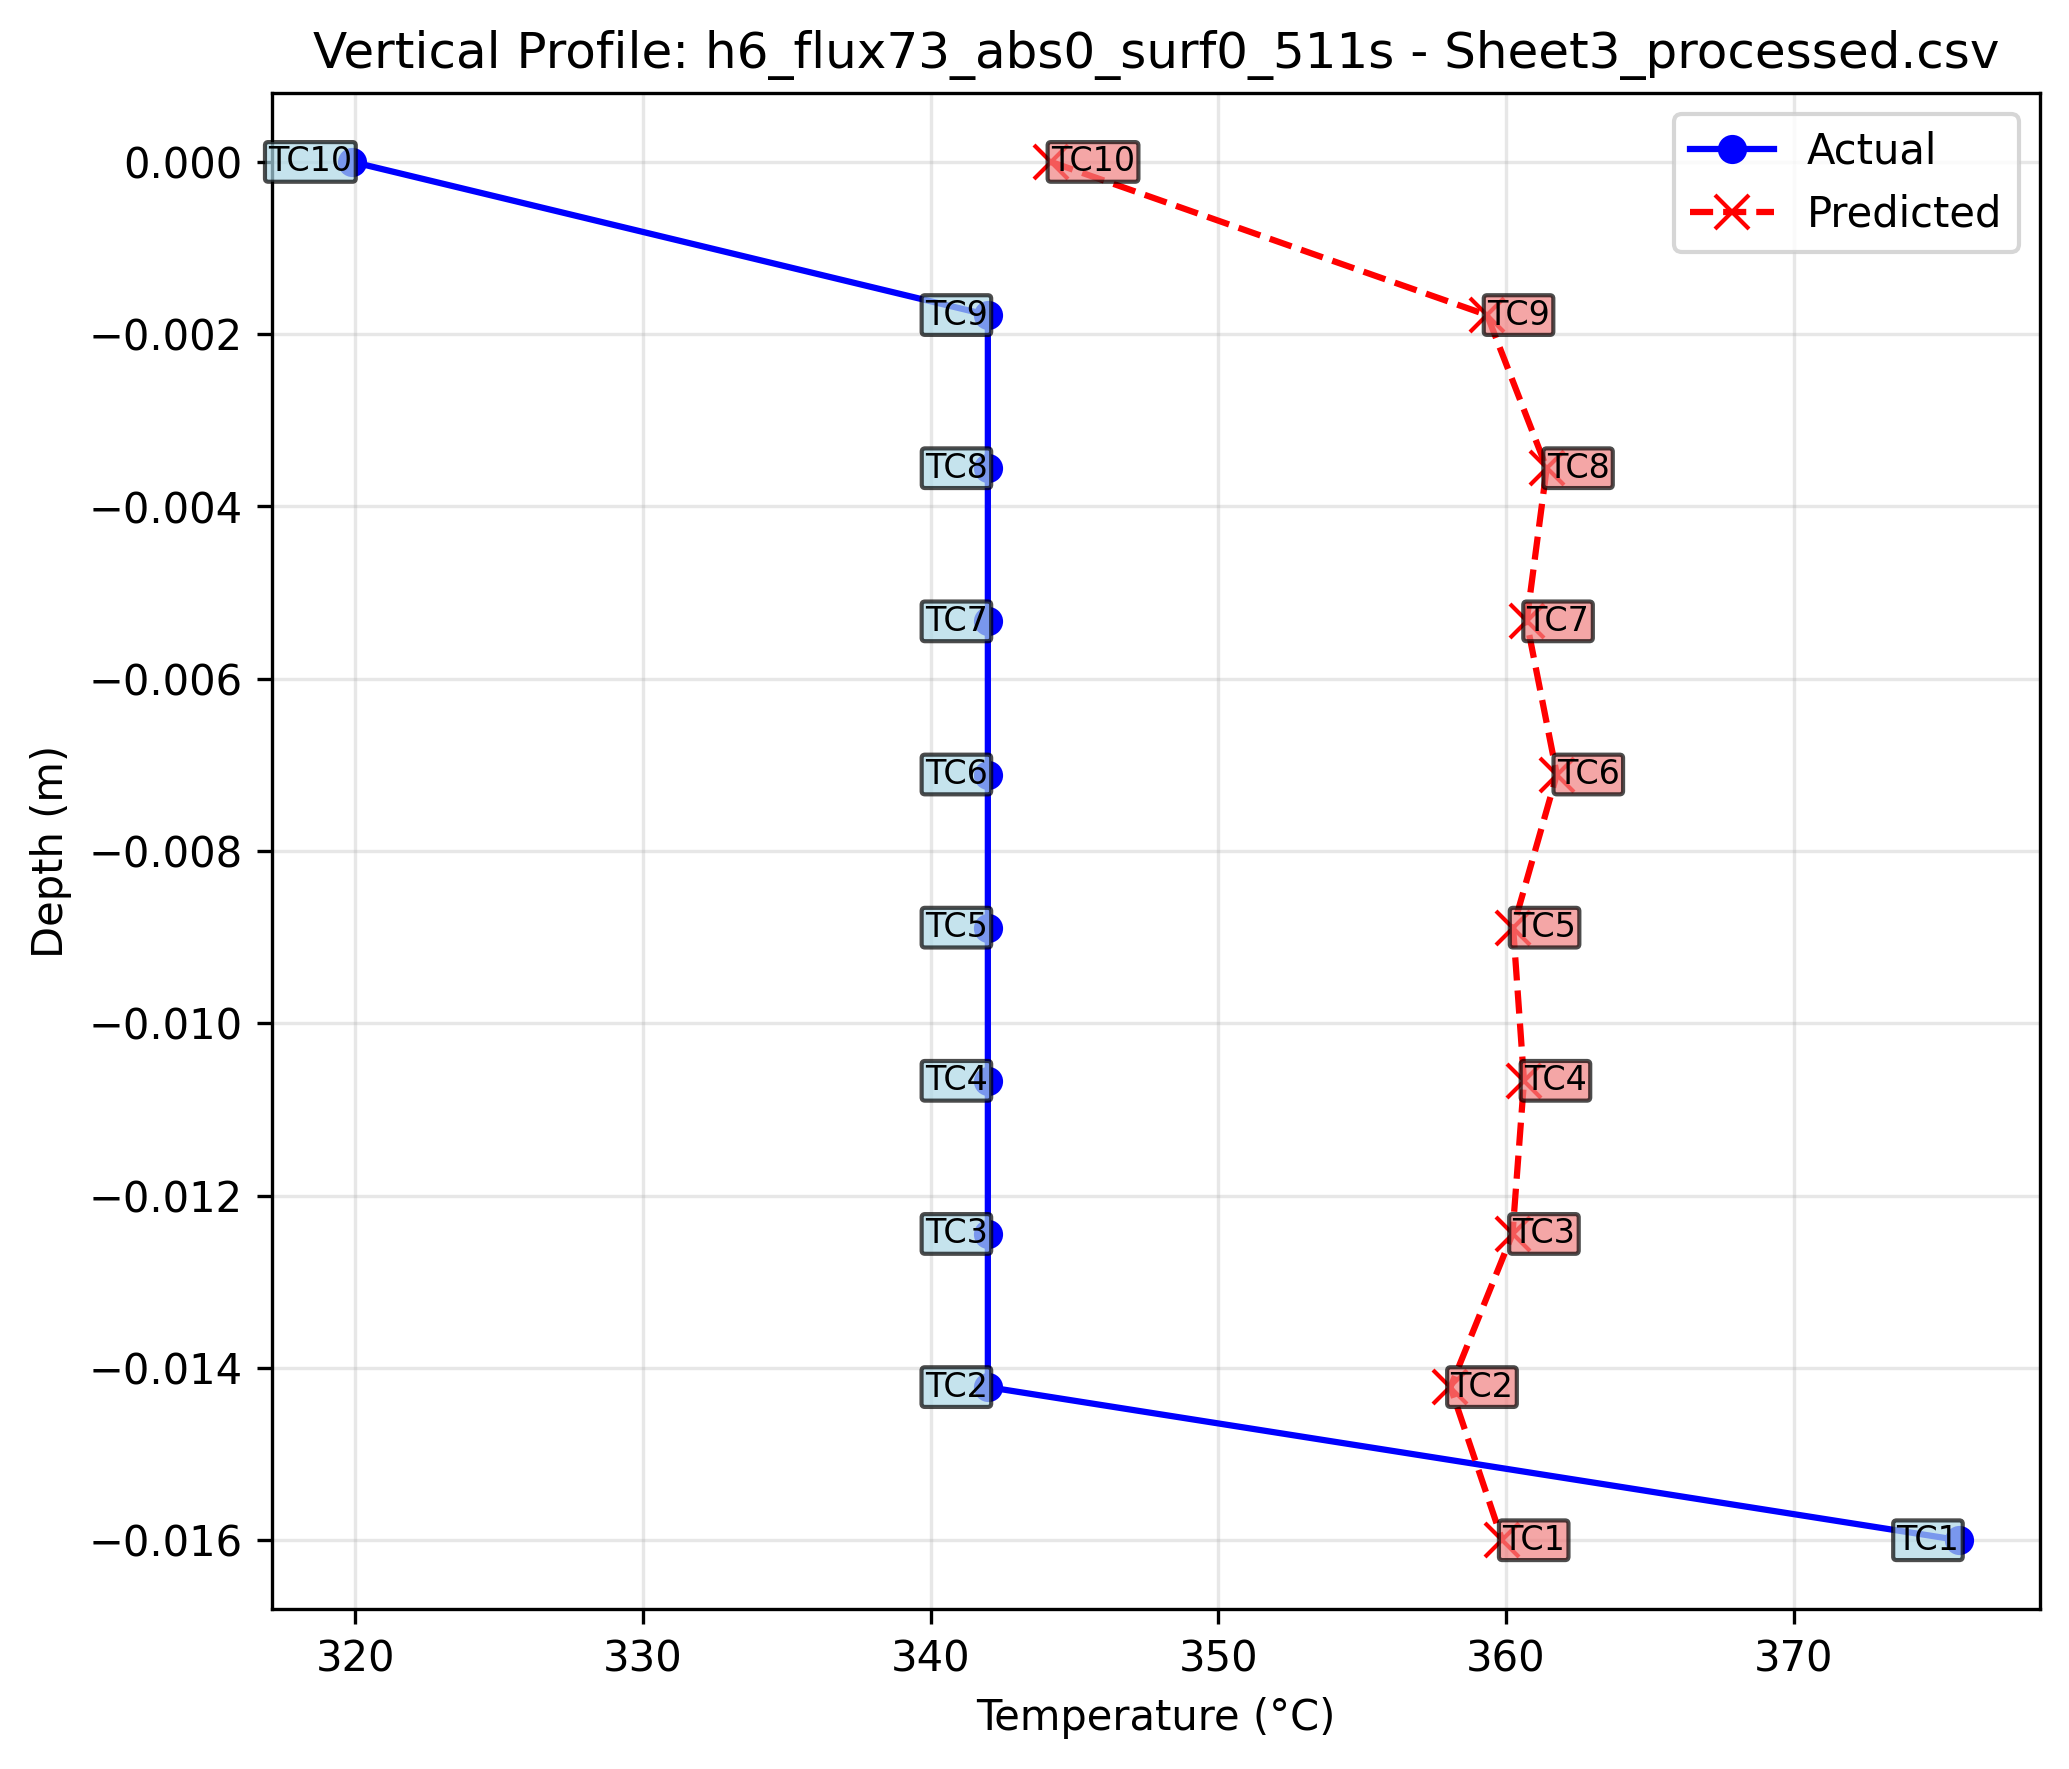 Vertical Profile: h6_flux73_abs0_surf0_511s - Sheet3_processed.csv
Actual
Predicted
0.000
−0.002
−0.004
−0.006
−0.008
−0.010
−0.012
−0.014
−0.016
Depth (m)
TC10 TC10
TC9 TC9
TC8 TC8
TC7 TC7
TC6 TC6
TC5 TC5
TC4 TC4
TC3 TC3
TC2 TC2
TC1 TC1
320 330 340 350 360 370
Temperature (°C)